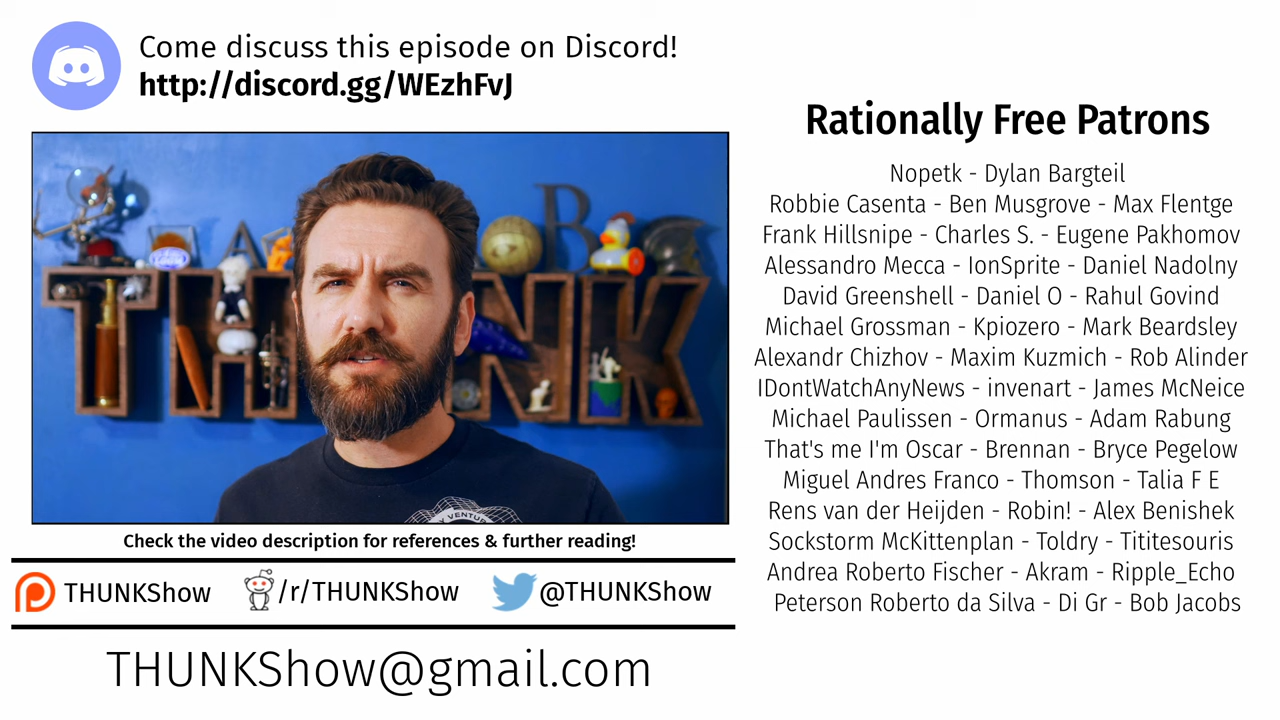 Come discuss this episode on Discord!
http://discord.gg/WEzhFvJ
THUNK
Check the video description for references & further reading!
THUNKShow
/r/THUNKShow
@THUNKShow
THUNKShow@gmail.com
Rationally Free Patrons
Nopetk - Dylan Bargteil
Robbie Casenta - Ben Musgrove - Max Flentge
Frank Hillsnipe - Charles S. - Eugene Pakhomov
Alessandro Mecca - IonSprite - Daniel Nadolny
David Greenshell - Daniel O - Rahul Govind
Michael Grossman - Kpiozero - Mark Beardsley
Alexandr Chizhov - Maxim Kuzmich - Rob Alinder
IDontWatchAnyNews - invenart - James McNeice
Michael Paulissen - Ormanus - Adam Rabung
That's me I'm Oscar - Brennan - Bryce Pegelow
Miguel Andres Franco - Thomson - Talia F E
Rens van der Heijden - Robin! - Alex Benishek
Sockstorm McKittenplan - Toldry - Tititesouris
Andrea Roberto Fischer - Akram - Ripple_Echo
Peterson Roberto da Silva - Di Gr - Bob Jacobs